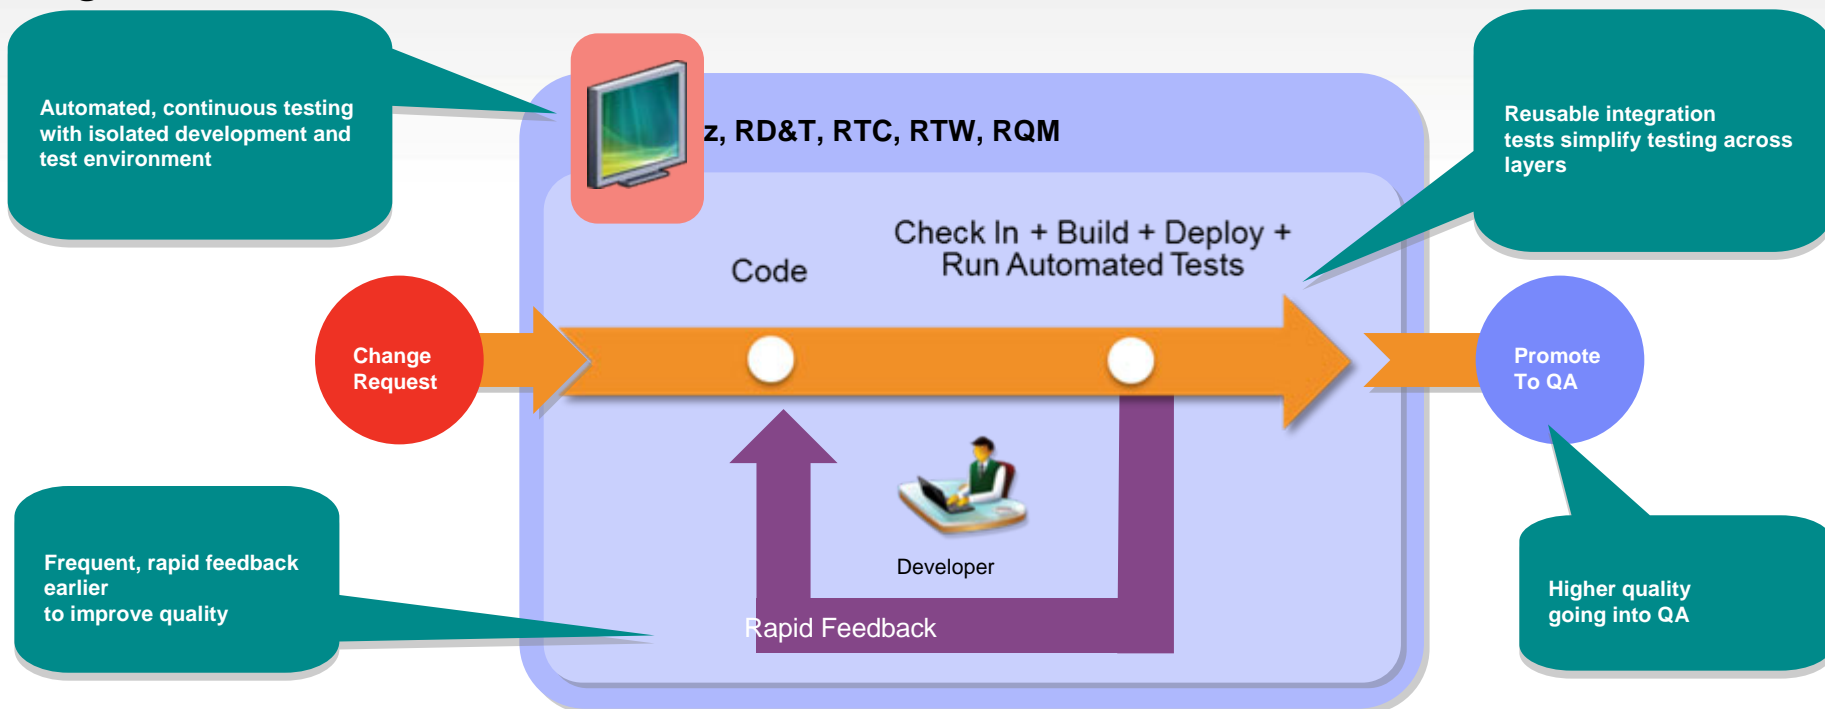 Automated, continuous testing
with isolated development and
test environment
z, RD&T, RTC, RTW, RQM
Reusable integration
tests simplify testing across
layers
Check In + Build + Deploy +
Run Automated Tests
Code
Change
Request
Promote
To QA
Developer
Frequent, rapid feedback
earlier
to improve quality
Rapid Feedback
Higher quality
going into QA